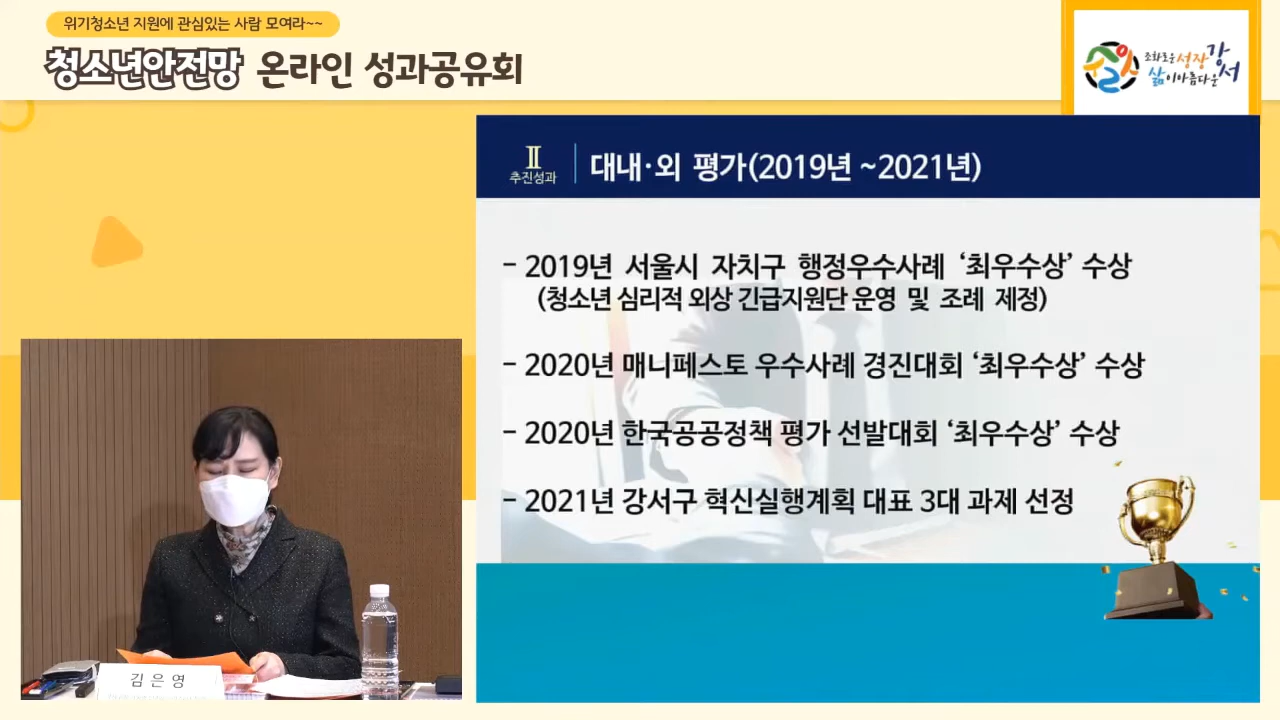 위기청소년 지원에 관심있는 사람 모여라~~
청소년안전망 온라인 성과공유회
조화로운 성장 강서
삶이 아름다운
Ⅱ
추진성과
대내·외 평가(2019년 ~2021년)
- 2019년 서울시 자치구 행정우수사례 ‘최우수상’ 수상
(청소년 심리적 외상 긴급지원단 운영 및 조례 제정)
- 2020년 매니페스토 우수사례 경진대회 ‘최우수상’ 수상
- 2020년 한국공공정책 평가 선발대회 ‘최우수상’ 수상
- 2021년 강서구 혁신실행계획 대표 3대 과제 선정
김은영